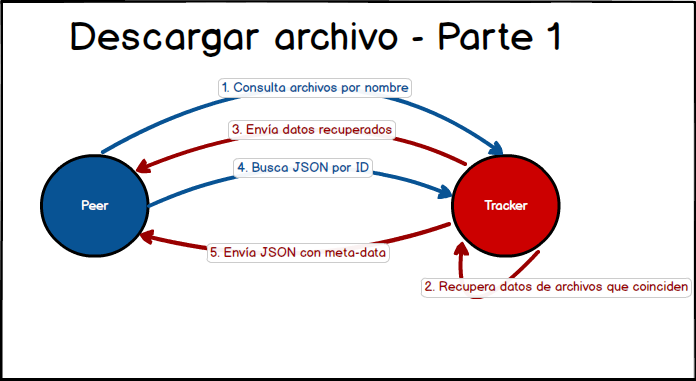 Descargar archivo - Parte 1
1. Consulta archivos por nombre
3. Envía datos recuperados
4. Busca JSON por ID
Peer
Tracker
5. Envía JSON con meta-data
2. Recupera datos de archivos que coinciden